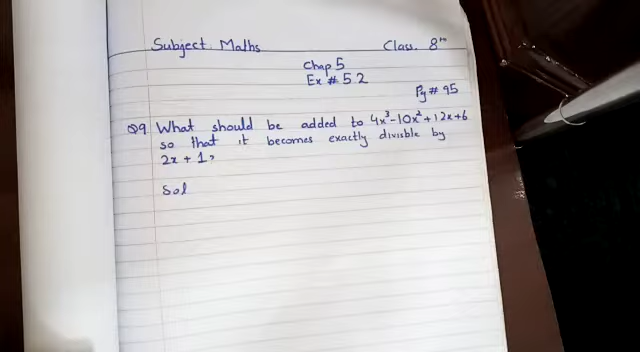 Subject Maths Class. 8th
Chap 5
Ex # 5.2
Pg # 95
Q9 What should be added to 4x³-10x²+12x+6
so that it becomes exactly divisble by
2x + 1?
Sol